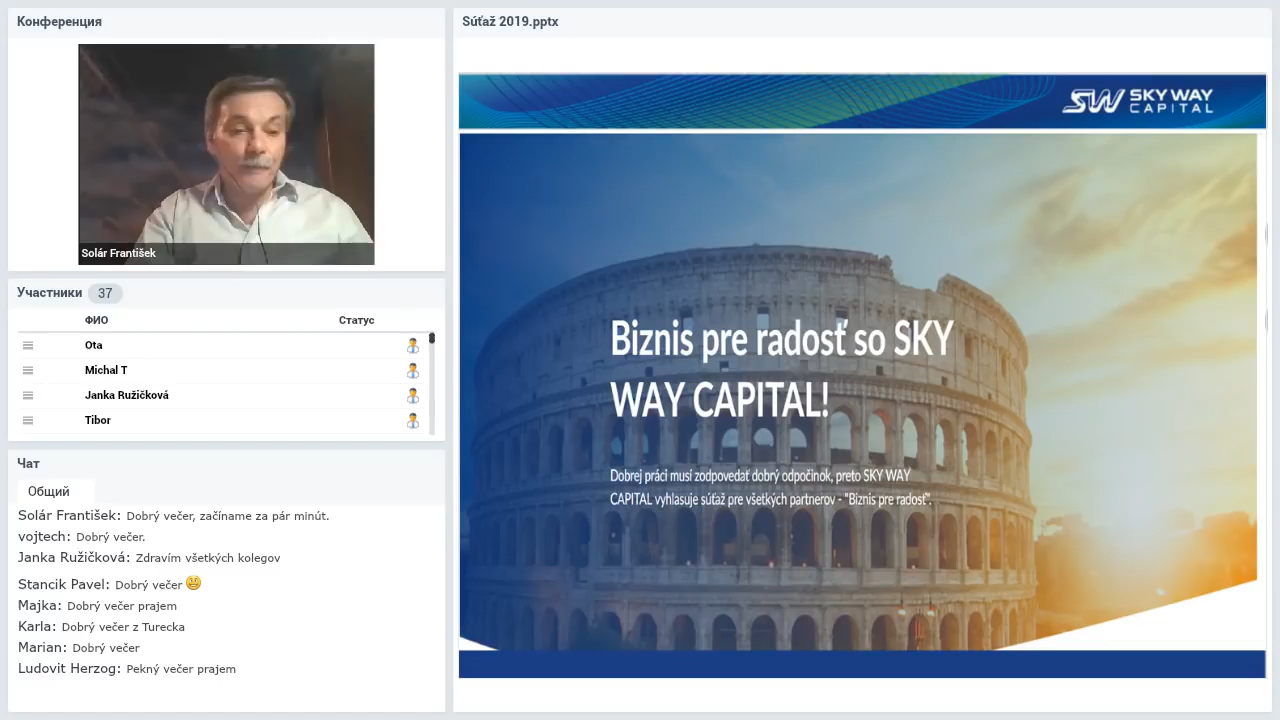 Конференция
Solár František
Участники 37
ФИО Статус
Ota
Michal T
Janka Ružičková
Tibor
Чат
Общий
Solár František: Dobrý večer, začíname za pár minút.
vojtech: Dobrý večer.
Janka Ružičková: Zdravím všetkých kolegov
Stancik Pavel: Dobrý večer
Majka: Dobrý večer prajem
Karla: Dobrý večer z Turecka
Marian: Dobrý večer
Ludovit Herzog: Pekný večer prajem
Súťaž 2019.pptx
SW SKY WAY
CAPITAL
Biznis pre radosť so SKY
WAY CAPITAL!
Dobrej práci musí zodpovedať dobrý odpočinok, preto SKY WAY
CAPITAL vyhlasuje súťaž pre všetkých partnerov - "Biznis pre radosť".